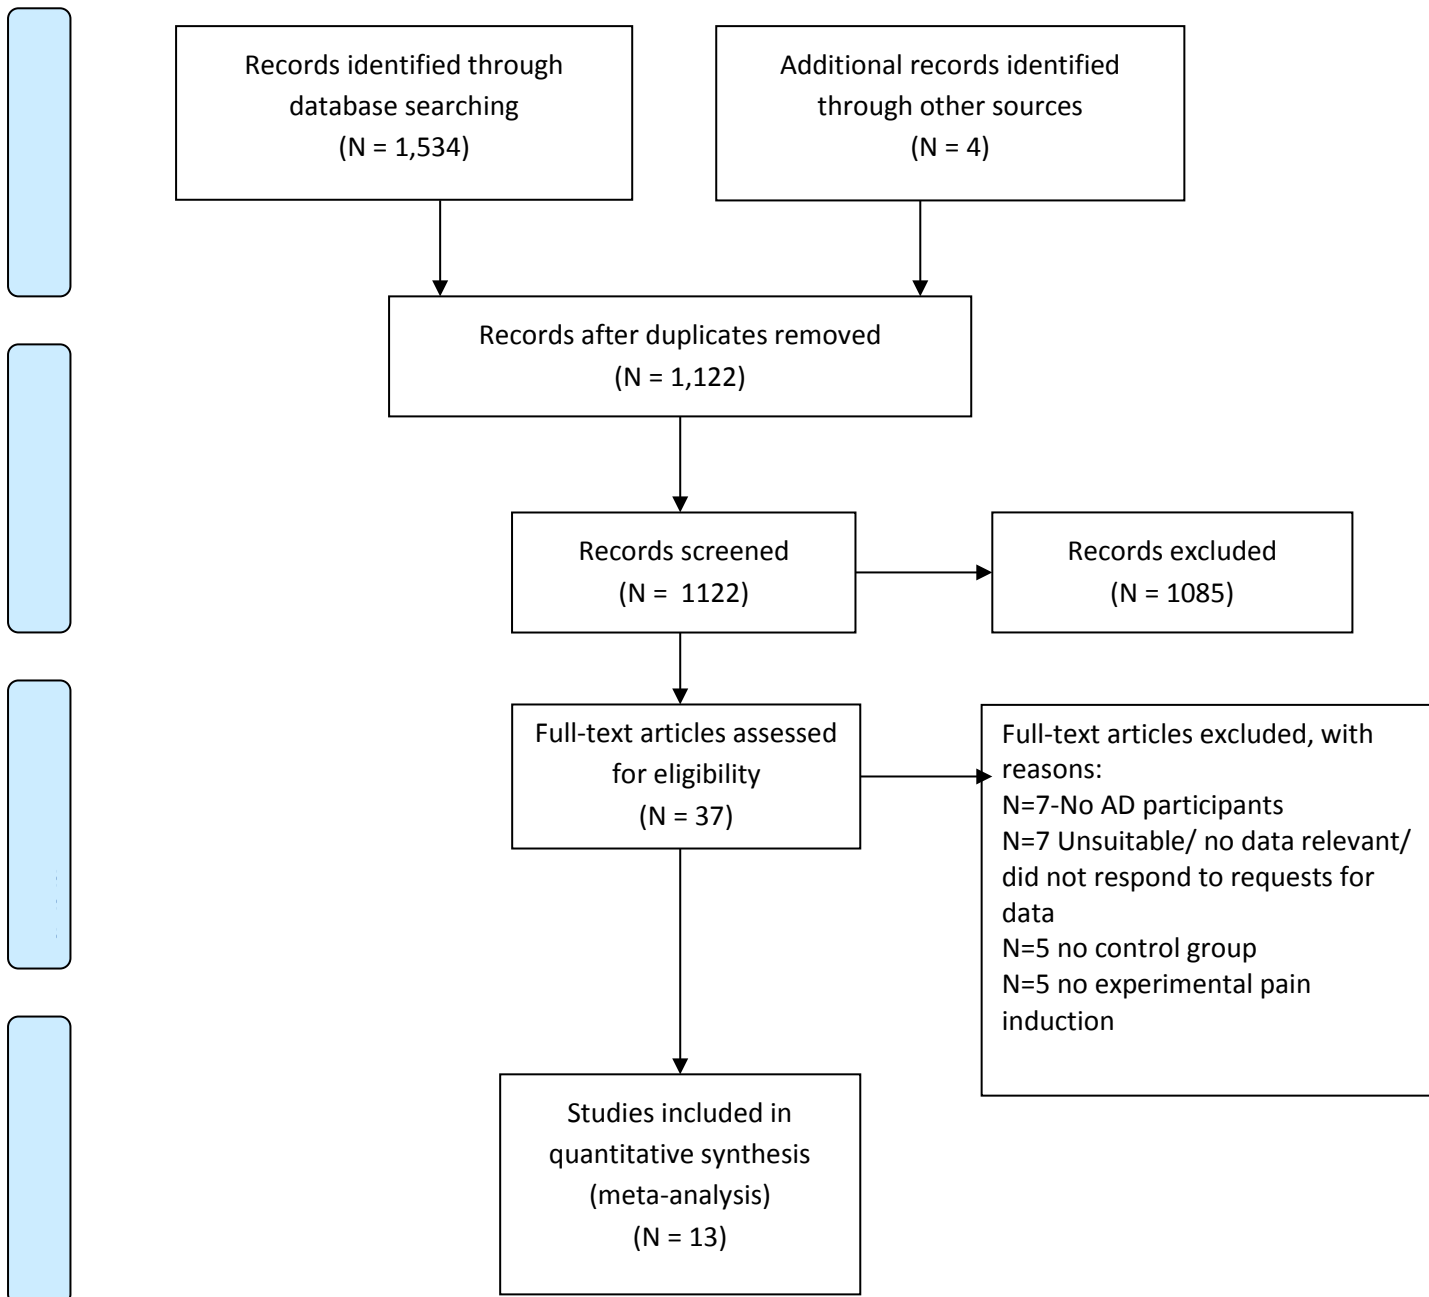 Records identified through
database searching
(N = 1,534)
Additional records identified
through other sources
(N = 4)
Records after duplicates removed
(N = 1,122)
Records screened
(N =  1122)
Records excluded
(N = 1085)
Full-text articles assessed
for eligibility
(N = 37)
Full-text articles excluded, with
reasons:
N=7-No AD participants
N=7 Unsuitable/ no data relevant/
did not respond to requests for
data
N=5 no control group
N=5 no experimental pain
induction
Studies included in
quantitative synthesis
(meta-analysis)
(N = 13)